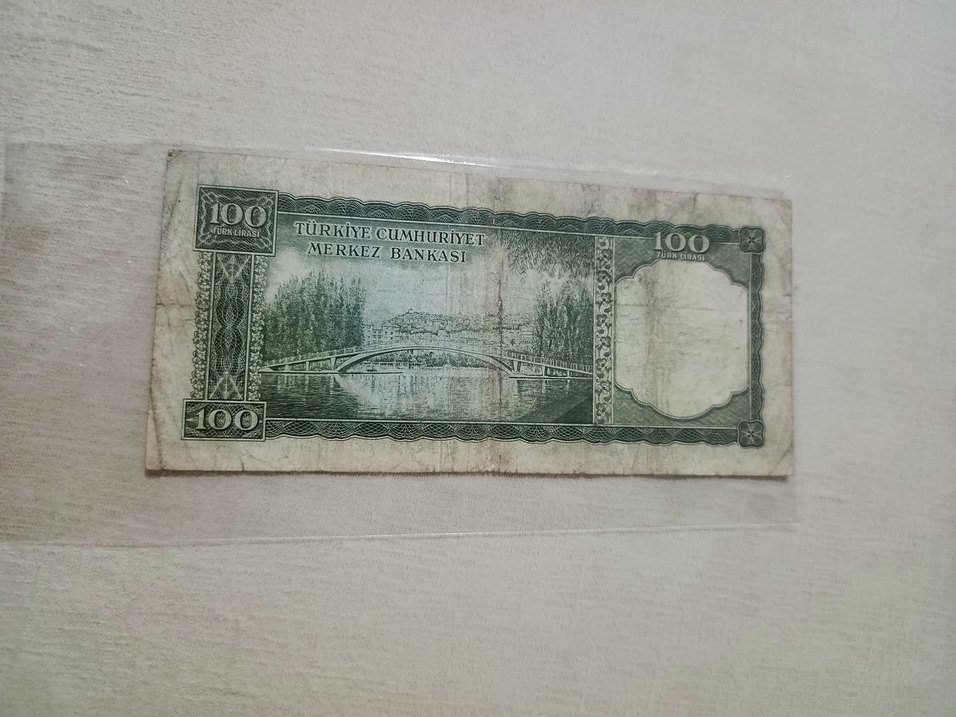 100
TÜRK LİRASI
TÜRKİYE CUMHURİYET
MERKEZ BANKASI
100
TÜRK LİRASI
100